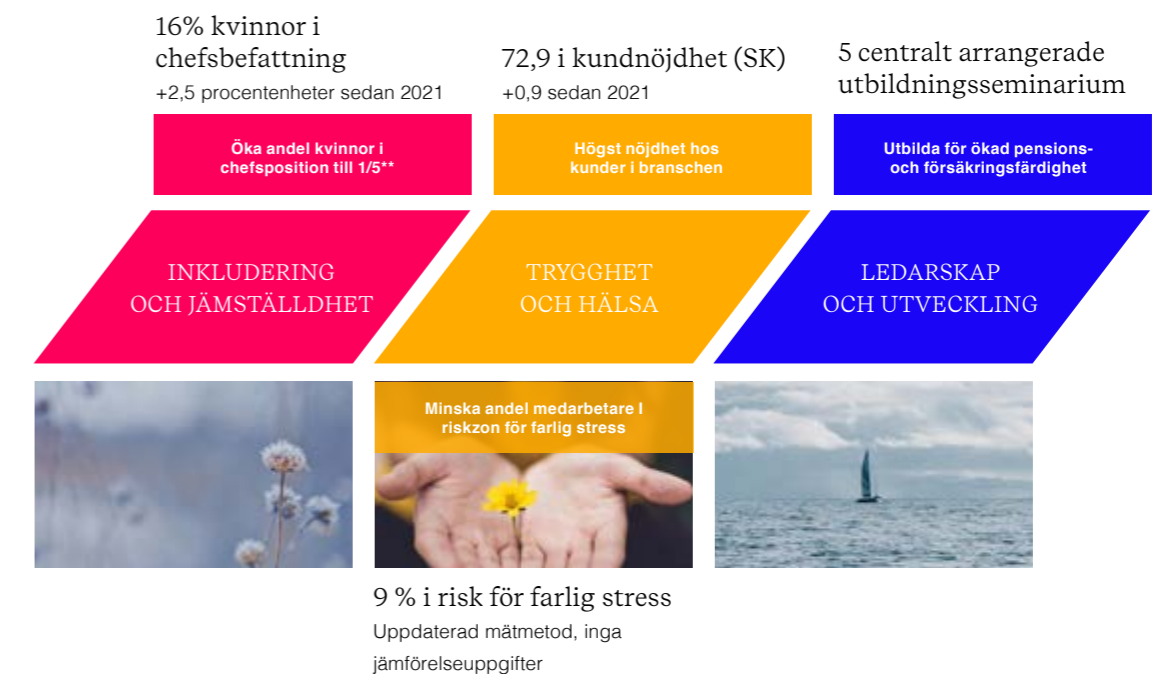 16% kvinnor i
chefsbefattning
+2,5 procentenheter sedan 2021
72,9 i kundnöjdhet (SK)
+0,9 sedan 2021
5 centralt arrangerade
utbildningsseminarium
Öka andel kvinnor i
chefsposition till 1/5**
Högst nöjdhet hos
kunder i branschen
Utbilda för ökad pensions-
och försäkringsfärdighet
INKLUDERING
OCH JÄMSTÄLLDHET
TRYGGHET
OCH HÄLSA
LEDARSKAP
OCH UTVECKLING
Minska andel medarbetare I
riskzon för farlig stress
9 % i risk för farlig stress
Uppdaterad mätmetod, inga
jämförelseuppgifter